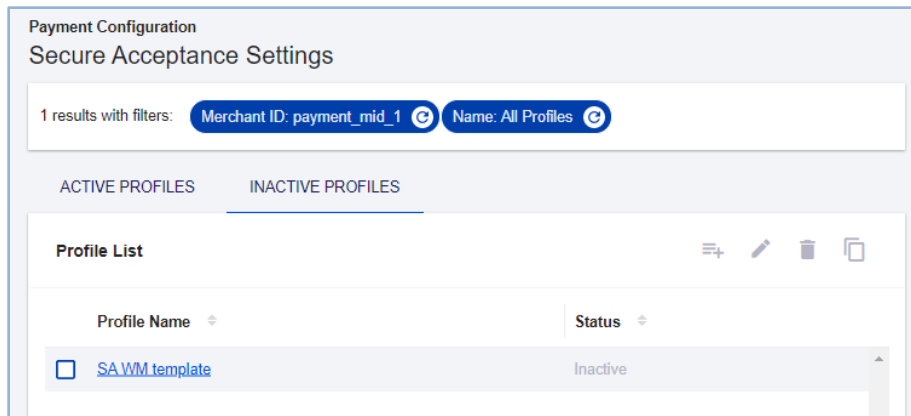 Payment Configuration
Secure Acceptance Settings
1 results with filters: Merchant ID: payment_mid_1 Name: All Profiles
ACTIVE PROFILES INACTIVE PROFILES
Profile List
Profile Name Status
SA WM template Inactive